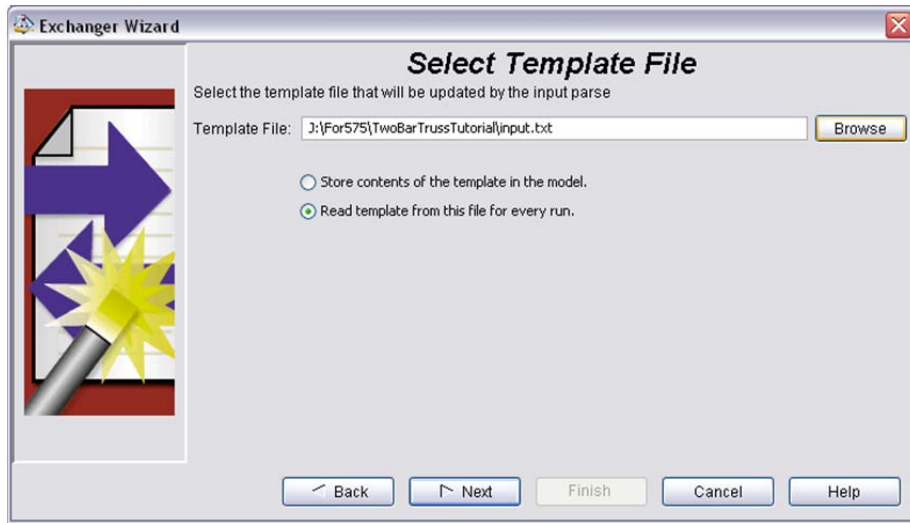 Exchanger Wizard
Select Template File
Select the template file that will be updated by the input parse
Template File: J:\For575\TwoBarTrussTutorial\input.txt Browse
Store contents of the template in the model.
Read template from this file for every run.
Back Next Finish Cancel Help